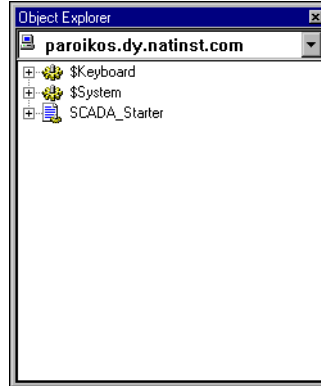 Object Explorer
paroikos.dy.natinst.com
$Keyboard
$System
SCADA_Starter